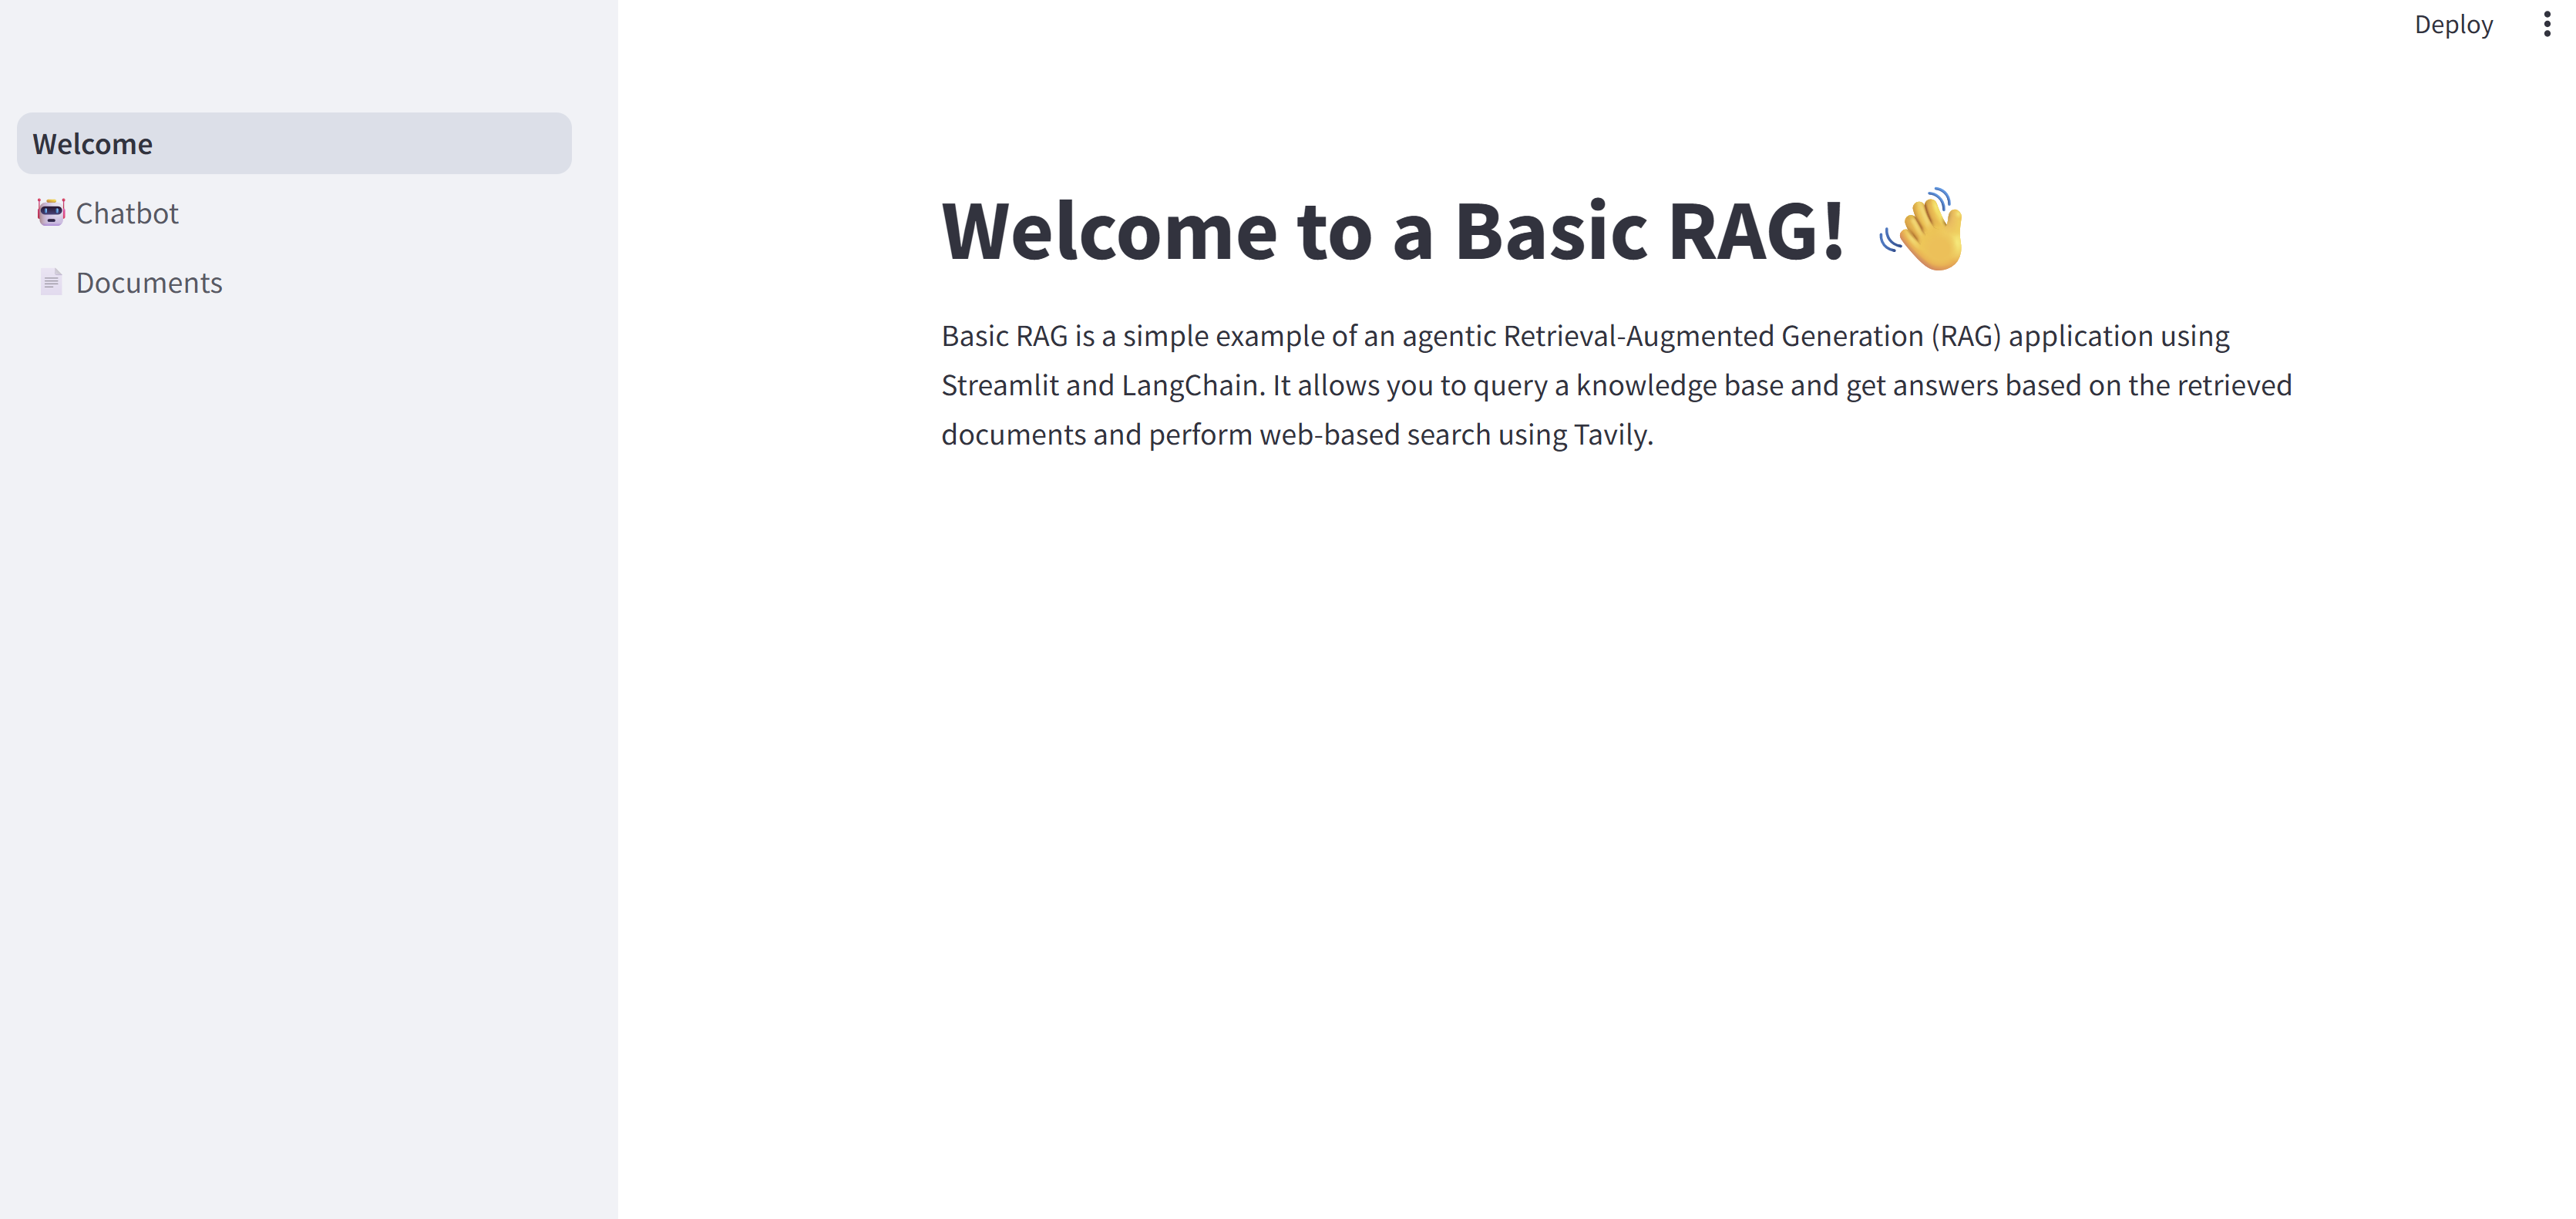 Deploy
Welcome
Chatbot
Documents
Welcome to a Basic RAG! 👋
Basic RAG is a simple example of an agentic Retrieval-Augmented Generation (RAG) application using
Streamlit and LangChain. It allows you to query a knowledge base and get answers based on the retrieved
documents and perform web-based search using Tavily.